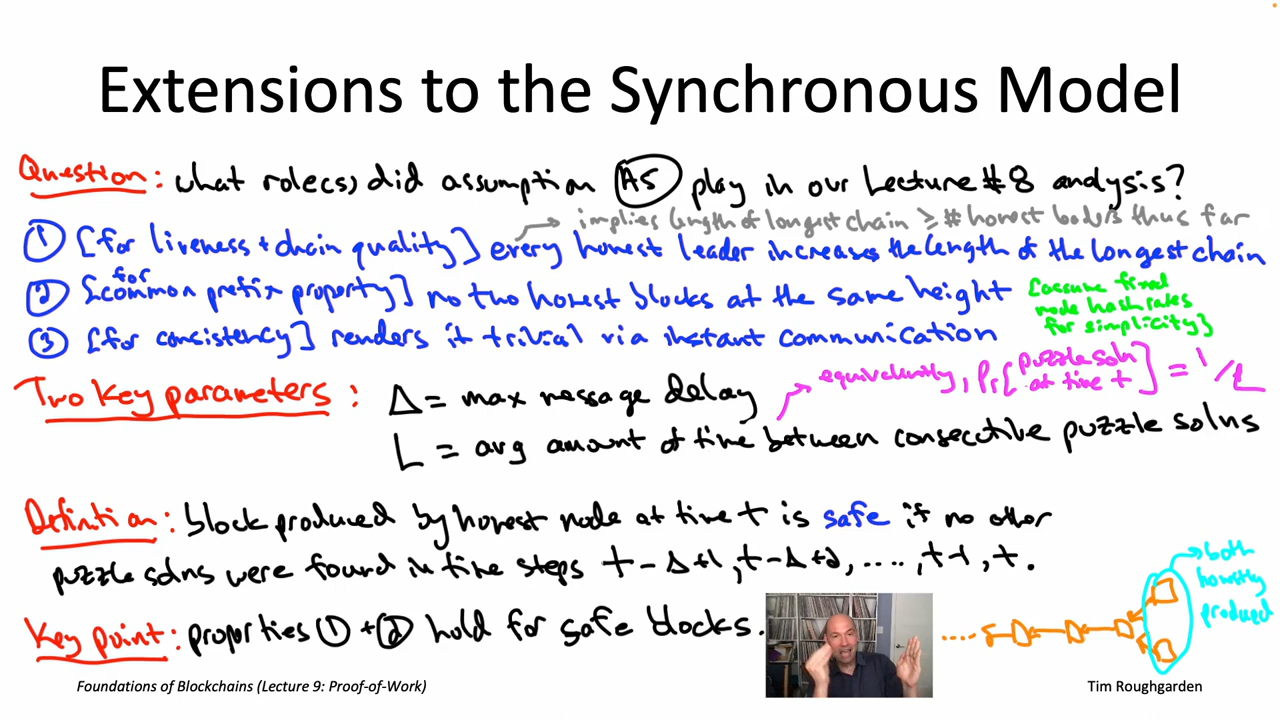 Extensions to the Synchronous Model
Question: what role(s) did assumption (A5) play in our Lecture #8 analysis?
→ implies length of longest chain ≥ # honest leaders thus far
① [for liveness + chain quality] every honest leader increases the length of the longest chain
② [for common prefix property] no two honest blocks at the same height
[assume fixed
node hashrates
for simplicity]
③ [for consistency] renders it trivial via instant communication
Two key parameters: Δ = max message delay
→ equivalently, Pr[puzzle soln at time t] = 1/L
L = avg amount of time between consecutive puzzle solns
Definition: block produced by honest node at time t is safe if no other
puzzle solns were found in time steps t-Δ+1, t-Δ+2, ...., t-1, t.
Key point: properties ① + ② hold for safe blocks.
→ both
honestly
produced
Foundations of Blockchains (Lecture 9: Proof-of-Work)
Tim Roughgarden